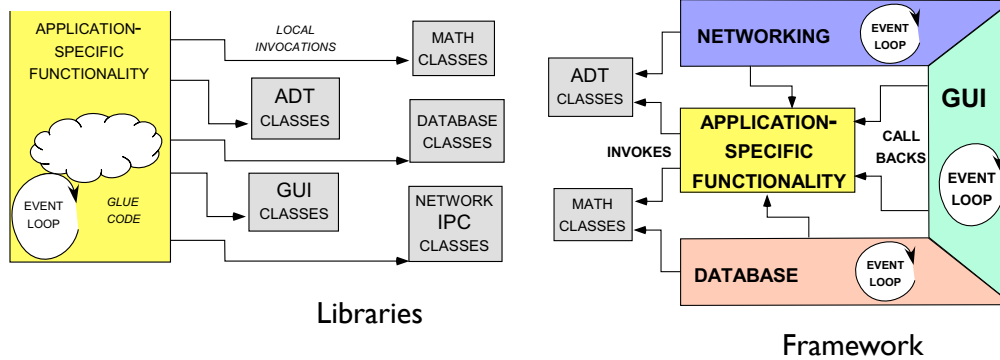 APPLICATION-
SPECIFIC
FUNCTIONALITY
LOCAL
INVOCATIONS
MATH
CLASSES
ADT
CLASSES
DATABASE
CLASSES
EVENT
LOOP
GLUE
CODE
GUI
CLASSES
NETWORK
IPC
CLASSES
Libraries
NETWORKING
EVENT
LOOP
ADT
CLASSES
GUI
APPLICATION-
SPECIFIC
FUNCTIONALITY
INVOKES
CALL
BACKS
EVENT
LOOP
MATH
CLASSES
DATABASE
EVENT
LOOP
Framework